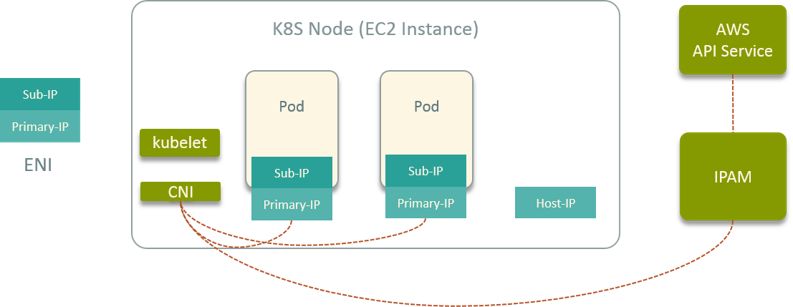 K8S Node (EC2 Instance)
AWS
API Service
Sub-IP
Primary-IP
ENI
Pod
Pod
kubelet
CNI
Sub-IP
Primary-IP
Sub-IP
Primary-IP
Host-IP
IPAM